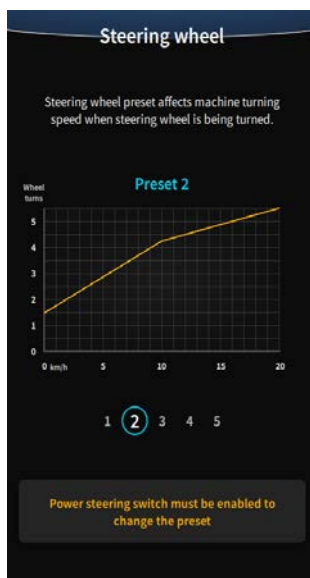 Steering wheel
Steering wheel preset affects machine turning
speed when steering wheel is being turned.
Preset 2
Wheel
turns
5
4
3
2
1
0
0 km/h 5 10 15 20
1 2 3 4 5
Power steering switch must be enabled to
change the preset